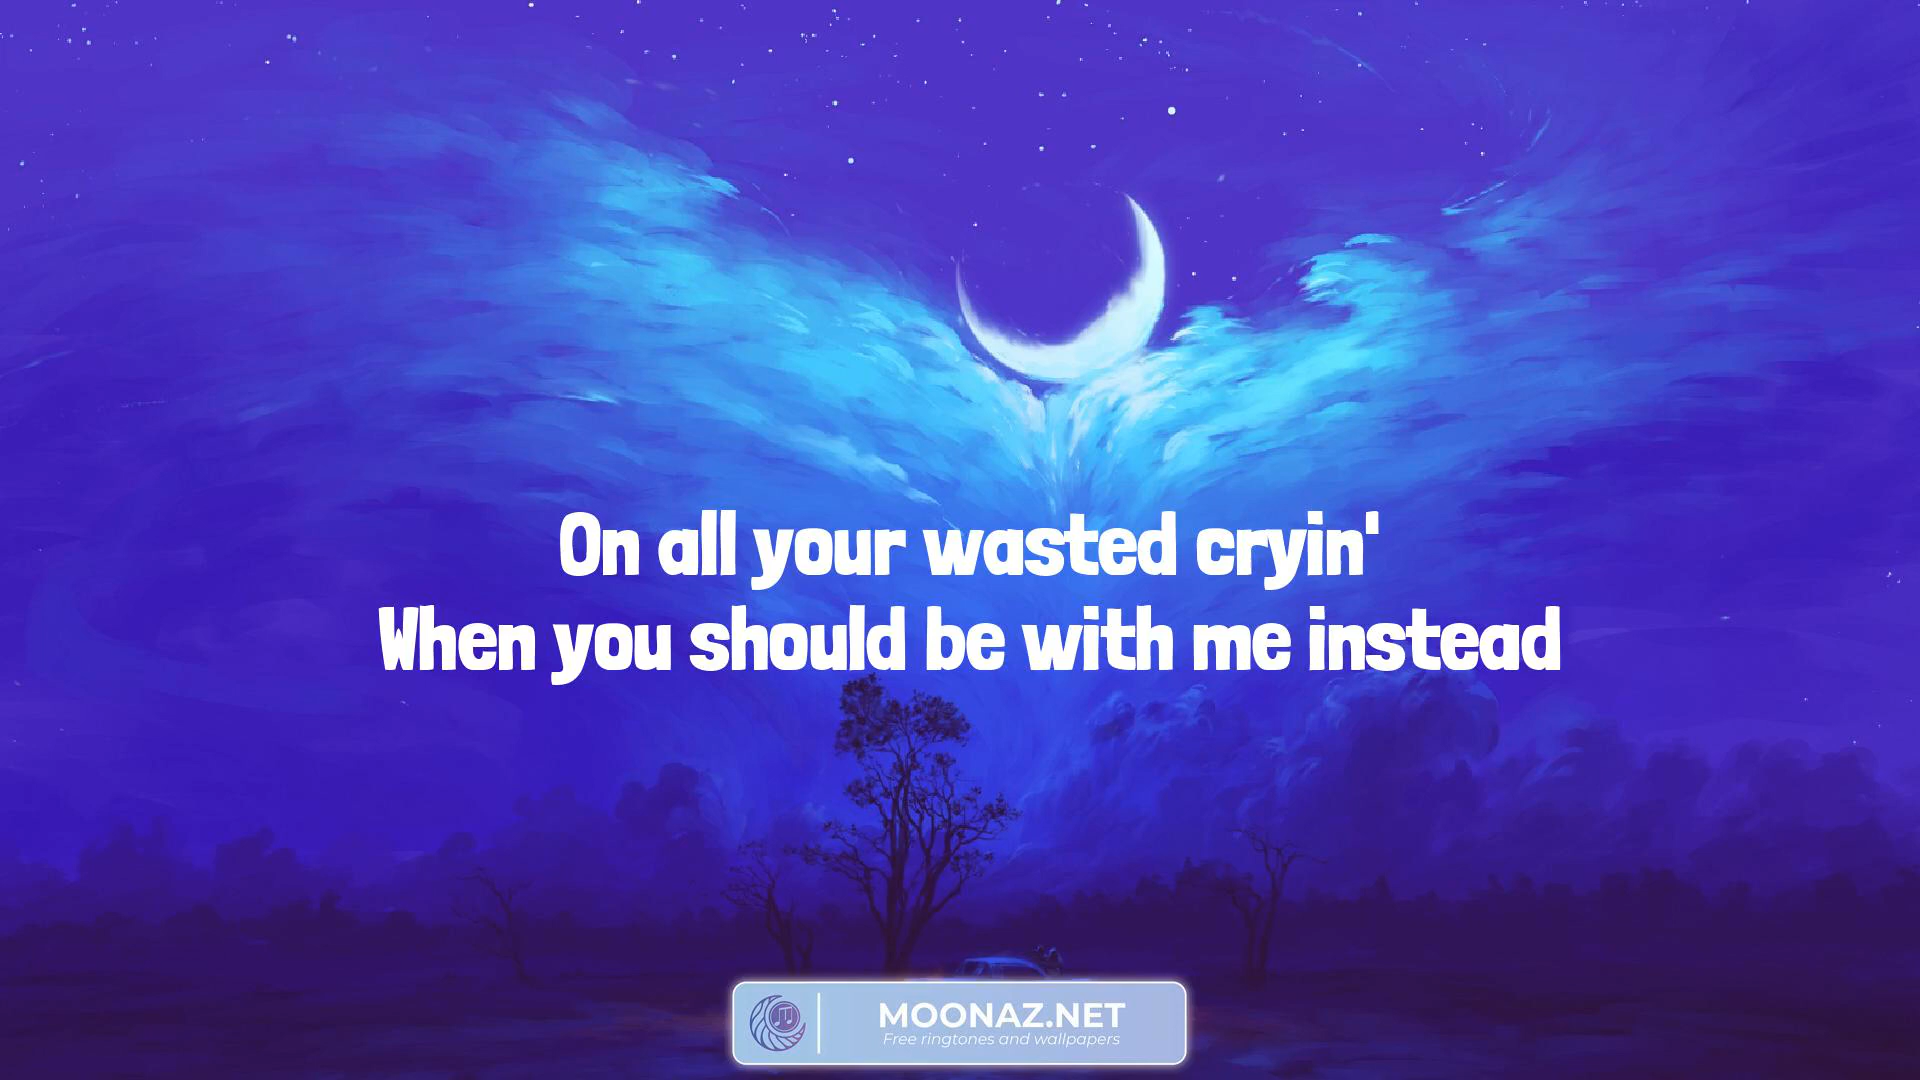 On all your wasted cryin'
When you should be with me instead
MOONAZ.NET
Free ringtones and wallpapers